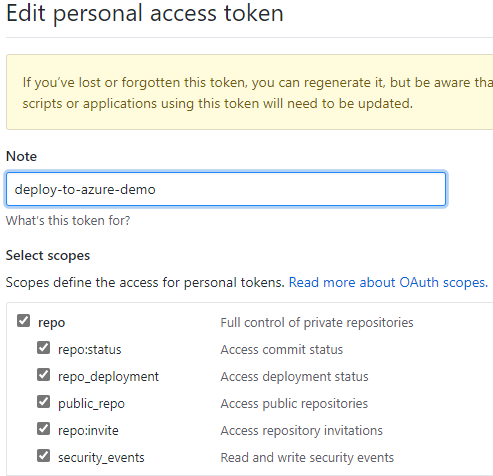 Edit personal access token
If you've lost or forgotten this token, you can regenerate it, but be aware tha
scripts or applications using this token will need to be updated.
Note
deploy-to-azure-demo
What's this token for?
Select scopes
Scopes define the access for personal tokens. Read more about OAuth scopes.
repo Full control of private repositories
repo:status Access commit status
repo_deployment Access deployment status
public_repo Access public repositories
repo:invite Access repository invitations
security_events Read and write security events